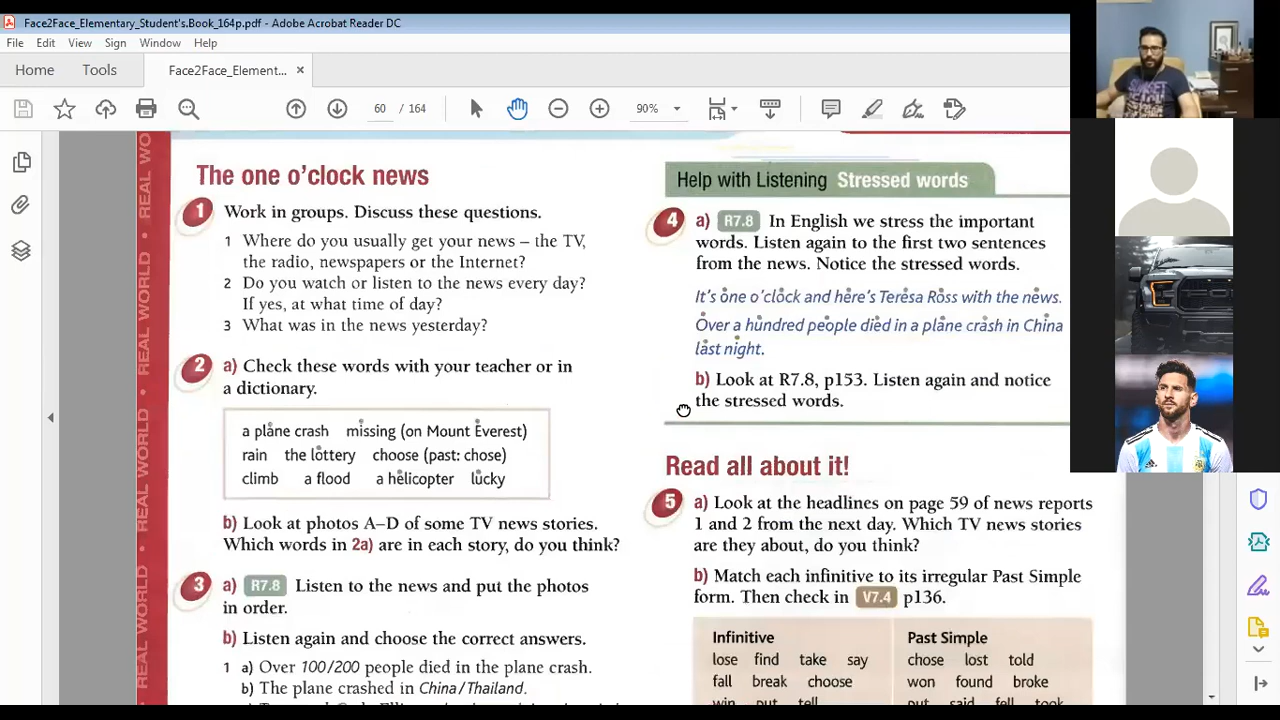 Face2Face_Elementary_Student's.Book_164p.pdf - Adobe Acrobat Reader DC
File Edit View Sign Window Help
Home Tools Face2Face_Element... ×
60 / 164 90%
REAL WORLD • REAL WORLD • REAL WO
The one o'clock news
1 Work in groups. Discuss these questions.
1 Where do you usually get your news – the TV,
the radio, newspapers or the Internet?
2 Do you watch or listen to the news every day?
If yes, at what time of day?
3 What was in the news yesterday?
2 a) Check these words with your teacher or in
a dictionary.
a plane crash missing (on Mount Everest)
rain the lottery choose (past: chose)
climb a flood a helicopter lucky
b) Look at photos A–D of some TV news stories.
Which words in 2a) are in each story, do you think?
3 a) R7.8 Listen to the news and put the photos
in order.
b) Listen again and choose the correct answers.
1 a) Over 100/200 people died in the plane crash.
b) The plane crashed in China/Thailand.
Help with Listening Stressed words
4 a) R7.8 In English we stress the important
words. Listen again to the first two sentences
from the news. Notice the stressed words.
It's one o'clock and here's Teresa Ross with the news.
Over a hundred people died in a plane crash in China
last night.
b) Look at R7.8, p153. Listen again and notice
the stressed words.
Read all about it!
5 a) Look at the headlines on page 59 of news reports
1 and 2 from the next day. Which TV news stories
are they about, do you think?
b) Match each infinitive to its irregular Past Simple
form. Then check in V7.4 p136.
Infinitive Past Simple
lose find take say chose lost told
fall break choose won found broke
win put tell put said fell took